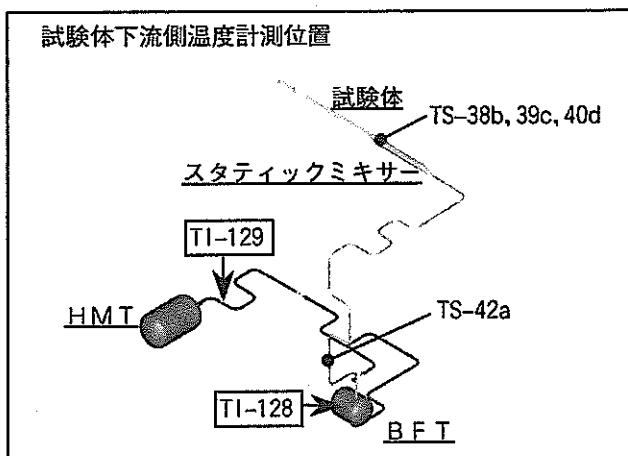 試験体下流側温度計測位置
試験体
TS-38b, 39c, 40d
スタティックミキサー
TI-129
HMT
TS-42a
TI-128
BFT